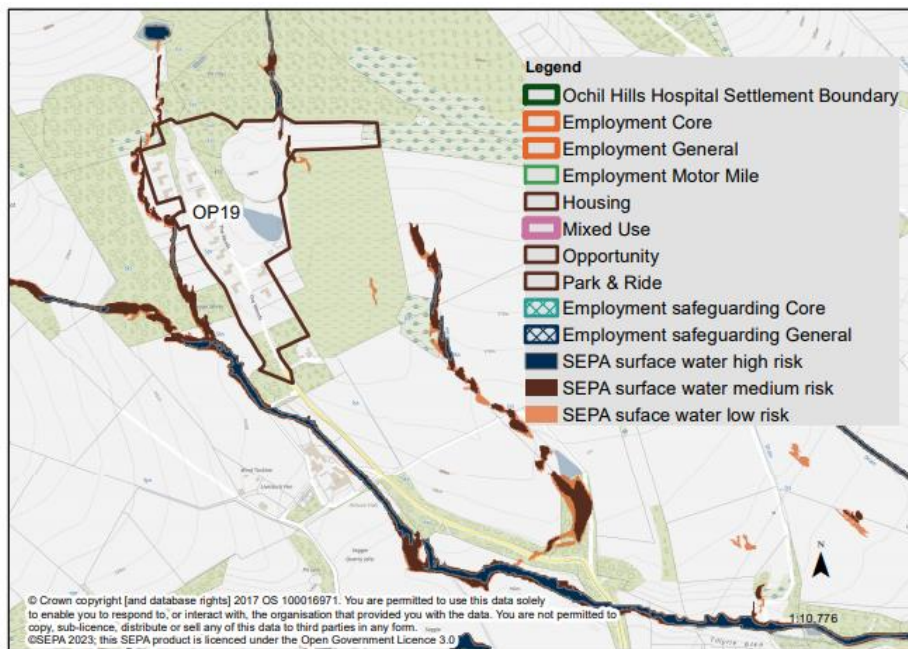 Legend
Ochil Hills Hospital Settlement Boundary
Employment Core
Employment General
Employment Motor Mile
Housing
Mixed Use
Opportunity
Park & Ride
Employment safeguarding Core
Employment safeguarding General
SEPA surface water high risk
SEPA surface water medium risk
SEPA suface water low risk
OP19
N
1:10.776
© Crown copyright [and database rights] 2017 OS 100016971. You are permitted to use this data solely
to enable you to respond to, or interact with, the organisation that provided you with the data. You are not permitted to
copy, sub-licence, distribute or sell any of this data to third parties in any form.
©SEPA 2023; this SEPA product is licenced under the Open Government Licence 3.0